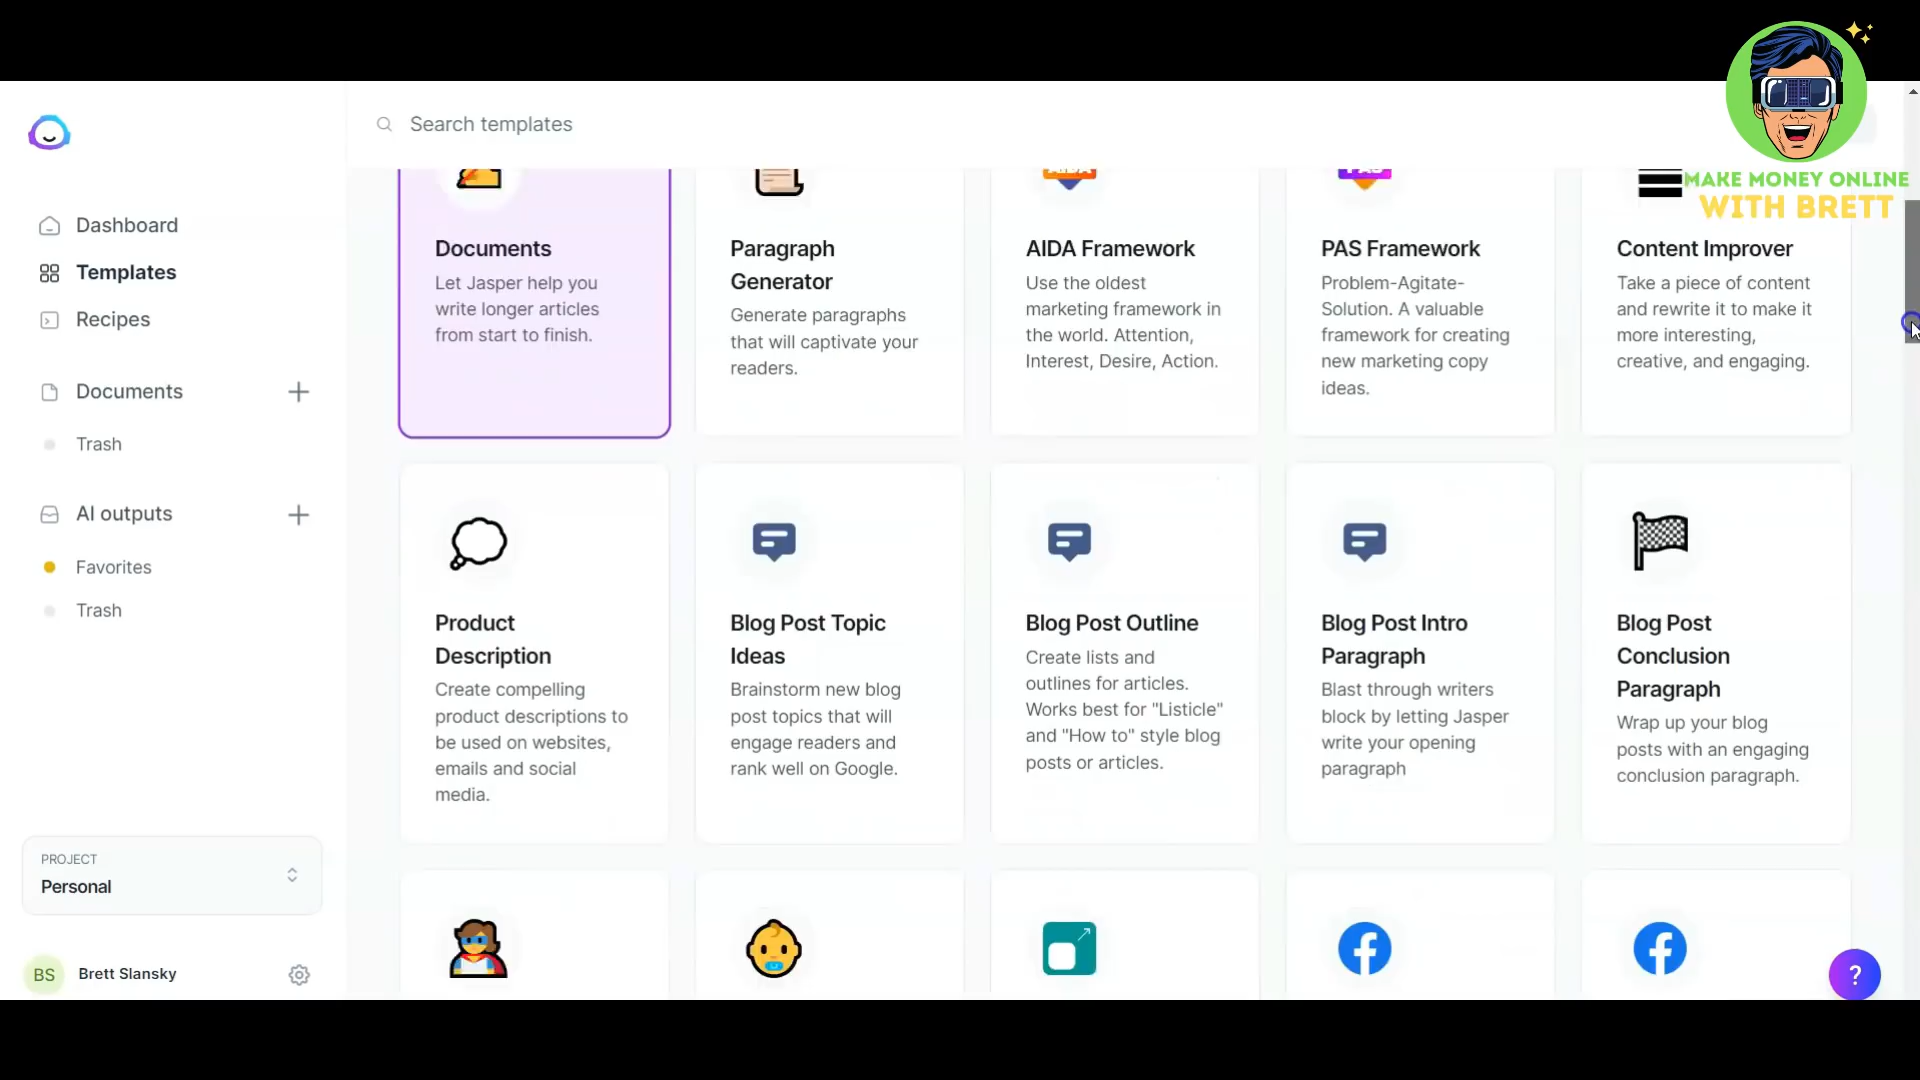 MAKE MONEY ONLINE
WITH BRETT
Search templates
Dashboard
Templates
Recipes
Documents
Trash
AI outputs
Favorites
Trash
PROJECT
Personal
BS
Brett Slansky
Documents
Let Jasper help you
write longer articles
from start to finish.
Paragraph
Generator
Generate paragraphs
that will captivate your
readers.
AIDA Framework
Use the oldest
marketing framework in
the world. Attention,
Interest, Desire, Action.
PAS Framework
Problem-Agitate-
Solution. A valuable
framework for creating
new marketing copy
ideas.
Content Improver
Take a piece of content
and rewrite it to make it
more interesting,
creative, and engaging.
Product
Description
Create compelling
product descriptions to
be used on websites,
emails and social
media.
Blog Post Topic
Ideas
Brainstorm new blog
post topics that will
engage readers and
rank well on Google.
Blog Post Outline
Create lists and
outlines for articles.
Works best for "Listicle"
and "How to" style blog
posts or articles.
Blog Post Intro
Paragraph
Blast through writers
block by letting Jasper
write your opening
paragraph
Blog Post
Conclusion
Paragraph
Wrap up your blog
posts with an engaging
conclusion paragraph.
?